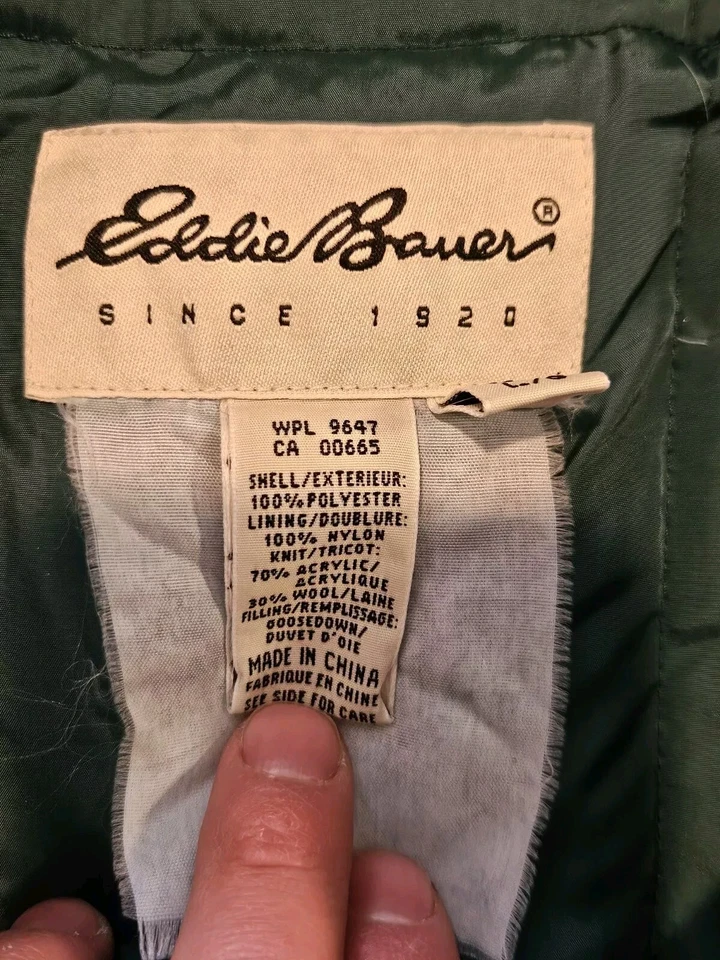 Eddie Bauer ®
SINCE 1920
WPL 9647
CA 00665
SHELL/EXTERIEUR:
100% POLYESTER
LINING/DOUBLURE:
100% NYLON
KNIT/TRICOT:
70% ACRYLIC/
ACRYLIQUE
30% WOOL/LAINE
FILLING/REMPLISSAGE:
GOOSEDOWN/
DUVET D'OIE
MADE IN CHINA
FABRIQUE EN CHINE
SEE SIDE FOR CARE